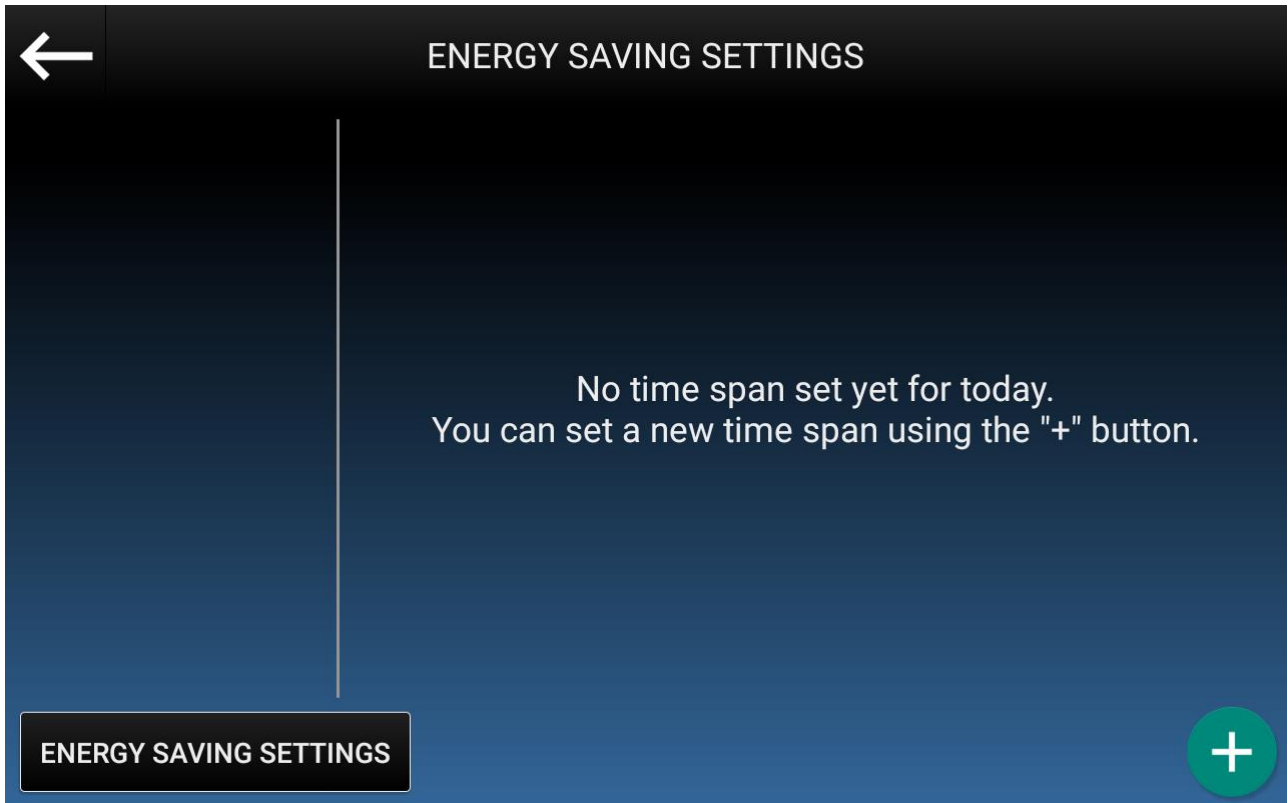 ENERGY SAVING SETTINGS
No time span set yet for today.
You can set a new time span using the "+" button.
ENERGY SAVING SETTINGS
+